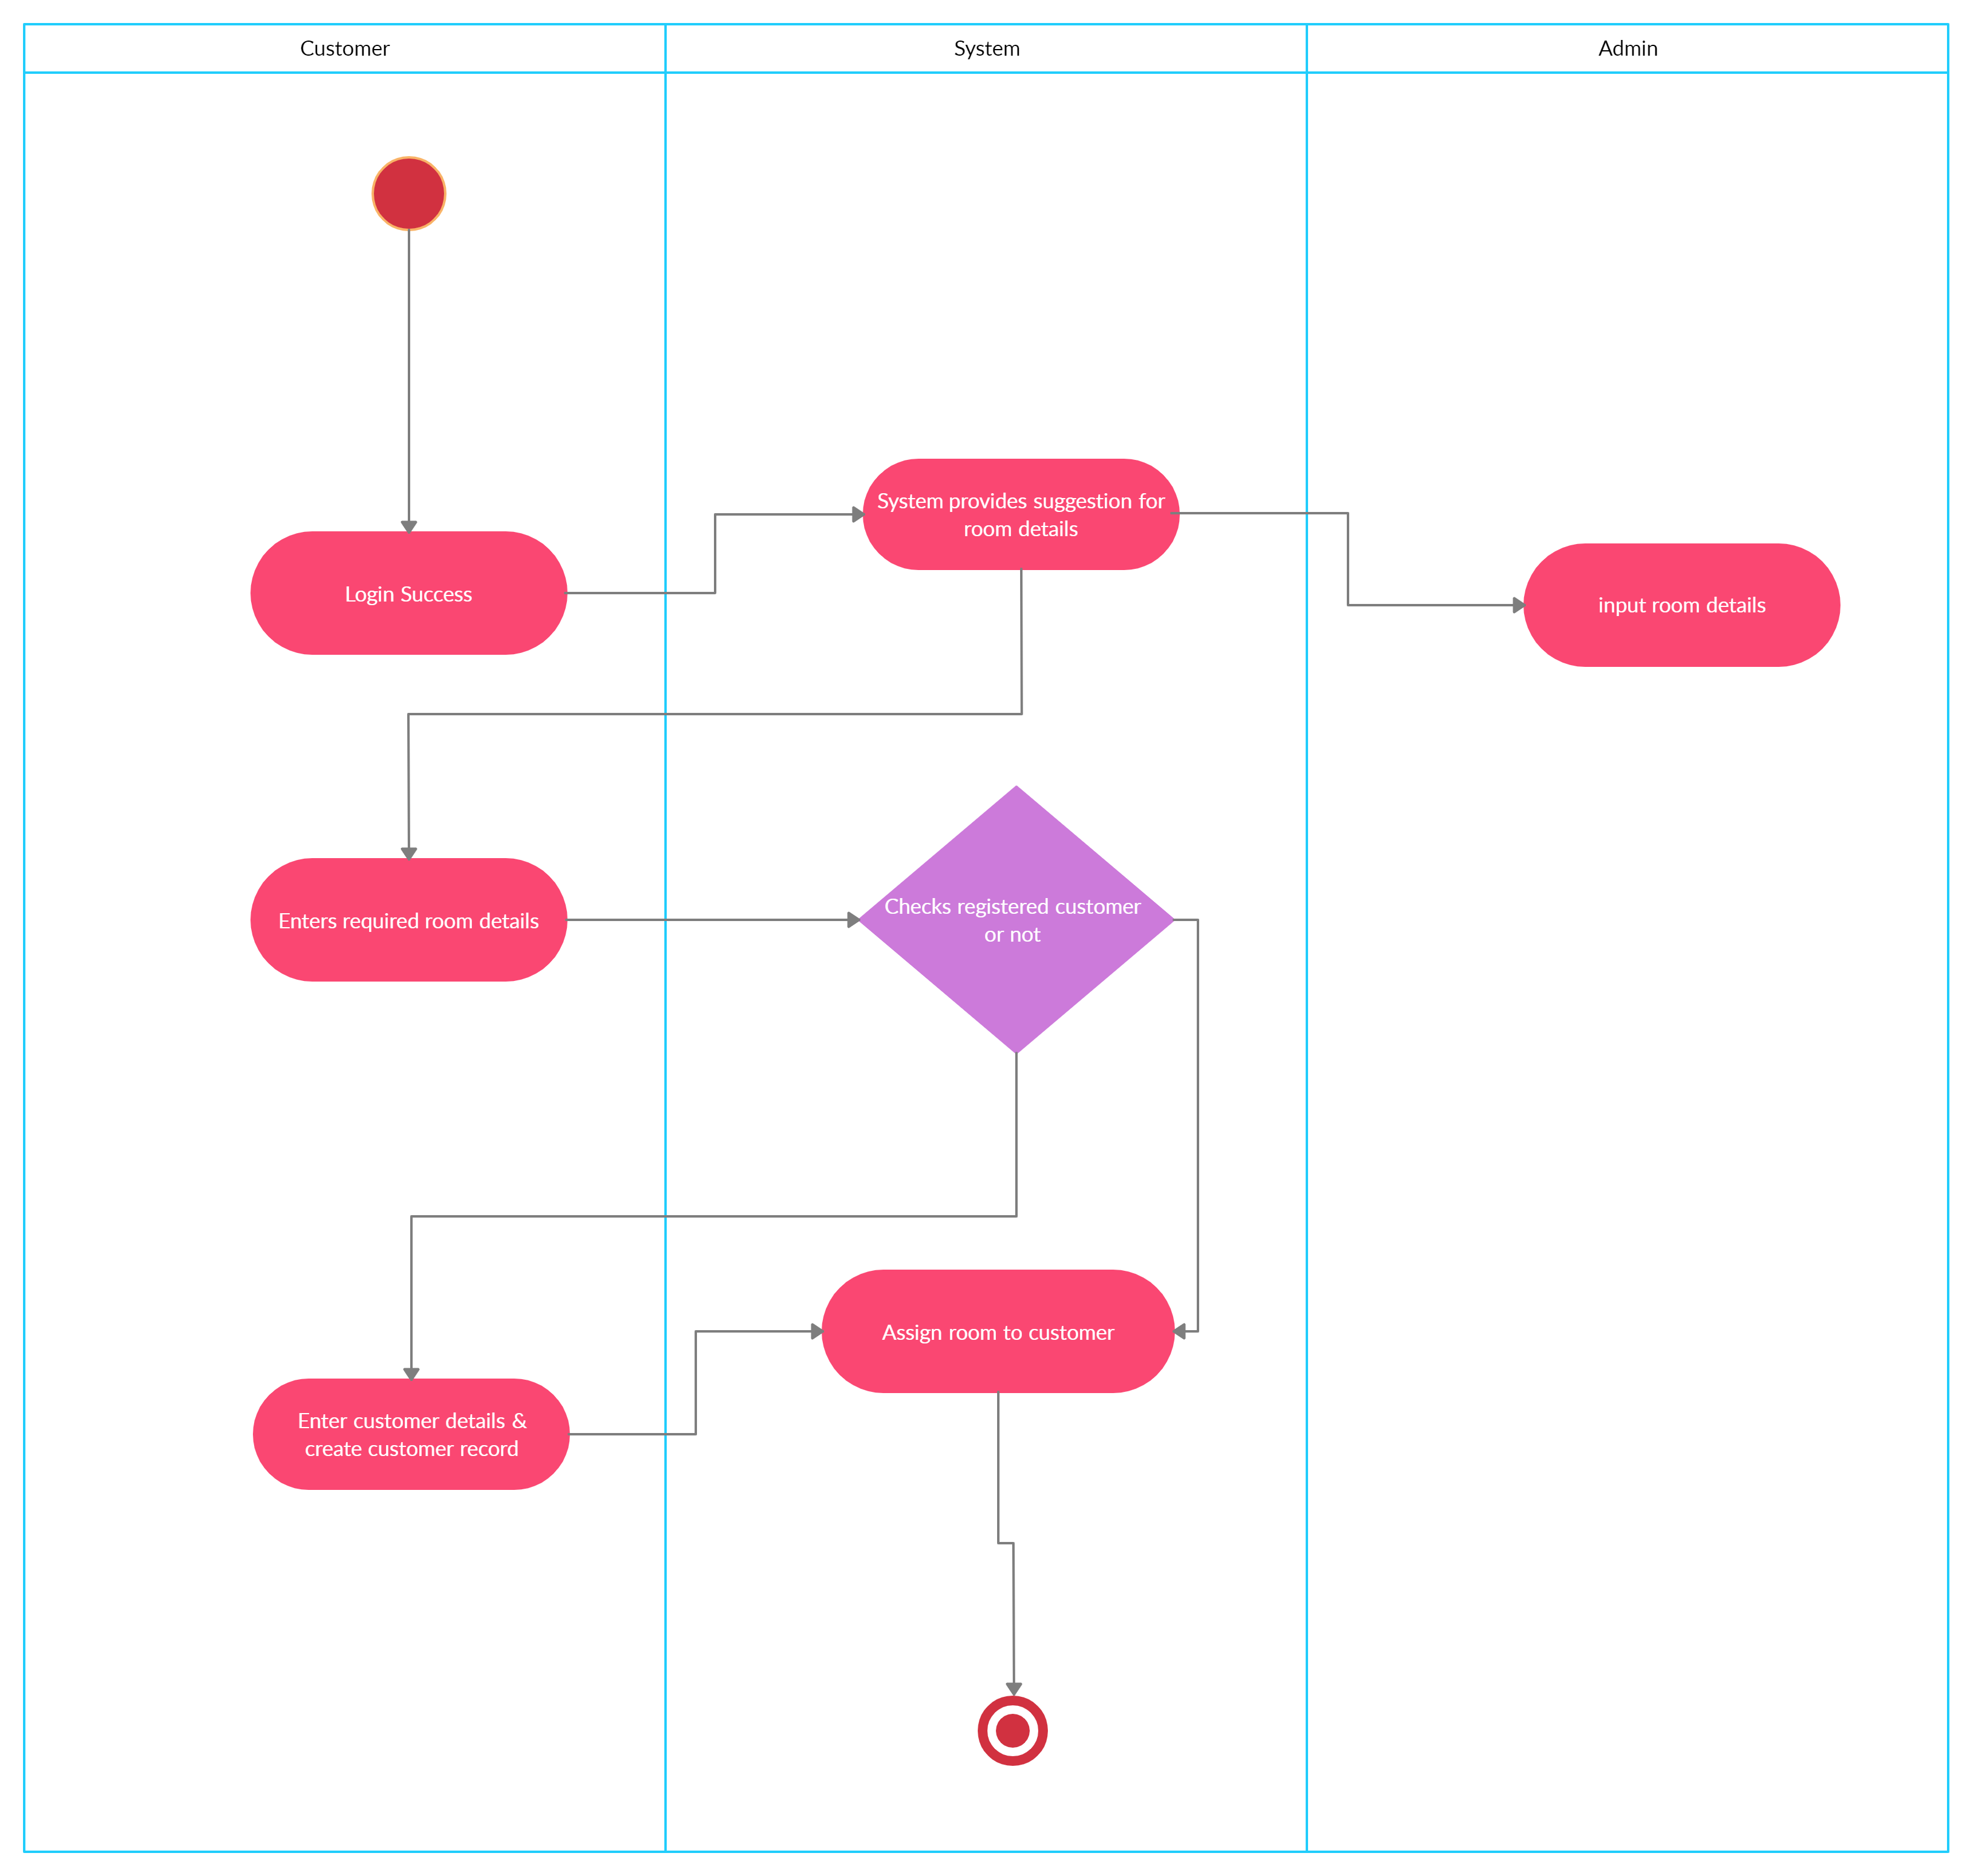 Customer
System
Admin
System provides suggestion for
room details
Login Success
input room details
Enters required room details
Checks registered customer
or not
Assign room to customer
Enter customer details &
create customer record